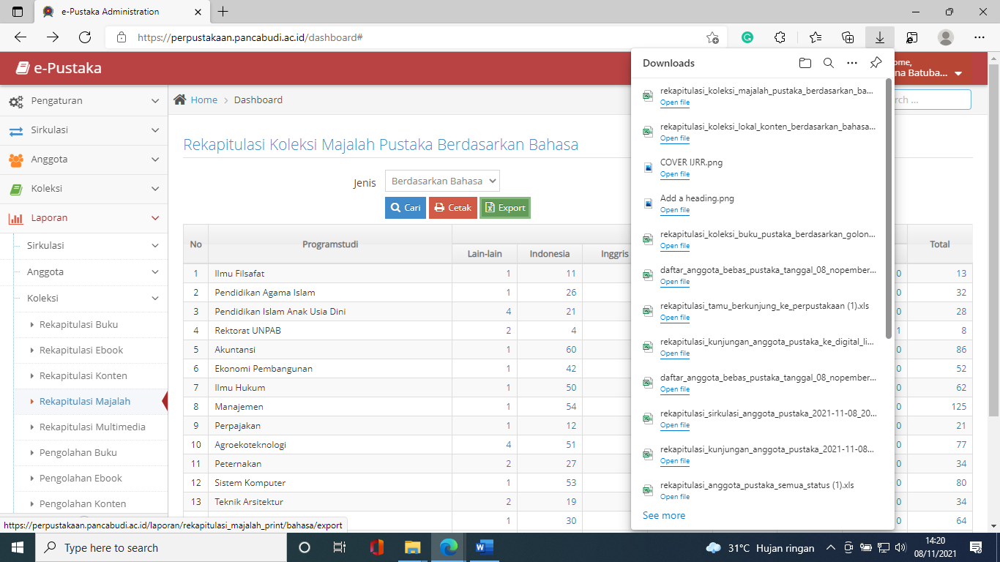 e-Pustaka Administration
https://perpustakaan.pancabudi.ac.id/dashboard#
e-Pustaka
ome,
na Batuba...
Pengaturan
Sirkulasi
Anggota
Koleksi
Laporan
Sirkulasi
Anggota
Koleksi
Rekapitulasi Buku
Rekapitulasi Ebook
Rekapitulasi Konten
Rekapitulasi Majalah
Rekapitulasi Multimedia
Pengolahan Buku
Pengolahan Ebook
Pengolahan Konten
Home > Dashboard
rch ...
Rekapitulasi Koleksi Majalah Pustaka Berdasarkan Bahasa
Jenis Berdasarkan Bahasa
Cari Cetak Export
No Programstudi Total
Lain-lain Indonesia Inggris
1 Ilmu Filsafat 1 11 0 13
2 Pendidikan Agama Islam 1 26 0 32
3 Pendidikan Islam Anak Usia Dini 4 21 0 28
4 Rektorat UNPAB 2 4 1 8
5 Akuntansi 1 60 0 86
6 Ekonomi Pembangunan 1 42 0 52
7 Ilmu Hukum 1 50 0 62
8 Manajemen 1 54 0 125
9 Perpajakan 1 12 0 21
10 Agroekoteknologi 4 51 0 77
11 Peternakan 2 27 0 34
12 Sistem Komputer 1 53 0 80
13 Teknik Arsitektur 2 19 0 34
1 30 0 64
Downloads
rekapitulasi_koleksi_majalah_pustaka_berdasarkan_ba...
Open file
rekapitulasi_koleksi_lokal_konten_berdasarkan_bahasa...
Open file
COVER IJRR.png
Open file
Add a heading.png
Open file
rekapitulasi_koleksi_buku_pustaka_berdasarkan_golon...
Open file
daftar_anggota_bebas_pustaka_tanggal_08_nopember...
Open file
rekapitulasi_tamu_berkunjung_ke_perpustakaan (1).xls
Open file
rekapitulasi_kunjungan_anggota_pustaka_ke_digital_li...
Open file
daftar_anggota_bebas_pustaka_tanggal_08_nopember...
Open file
rekapitulasi_sirkulasi_anggota_pustaka_2021-11-08_20...
Open file
rekapitulasi_kunjungan_anggota_pustaka_2021-11-08...
Open file
rekapitulasi_anggota_pustaka_semua_status (1).xls
Open file
See more
https://perpustakaan.pancabudi.ac.id/laporan/rekapitulasi_majalah_print/bahasa/export
Type here to search
31°C Hujan ringan
14:20
08/11/2021